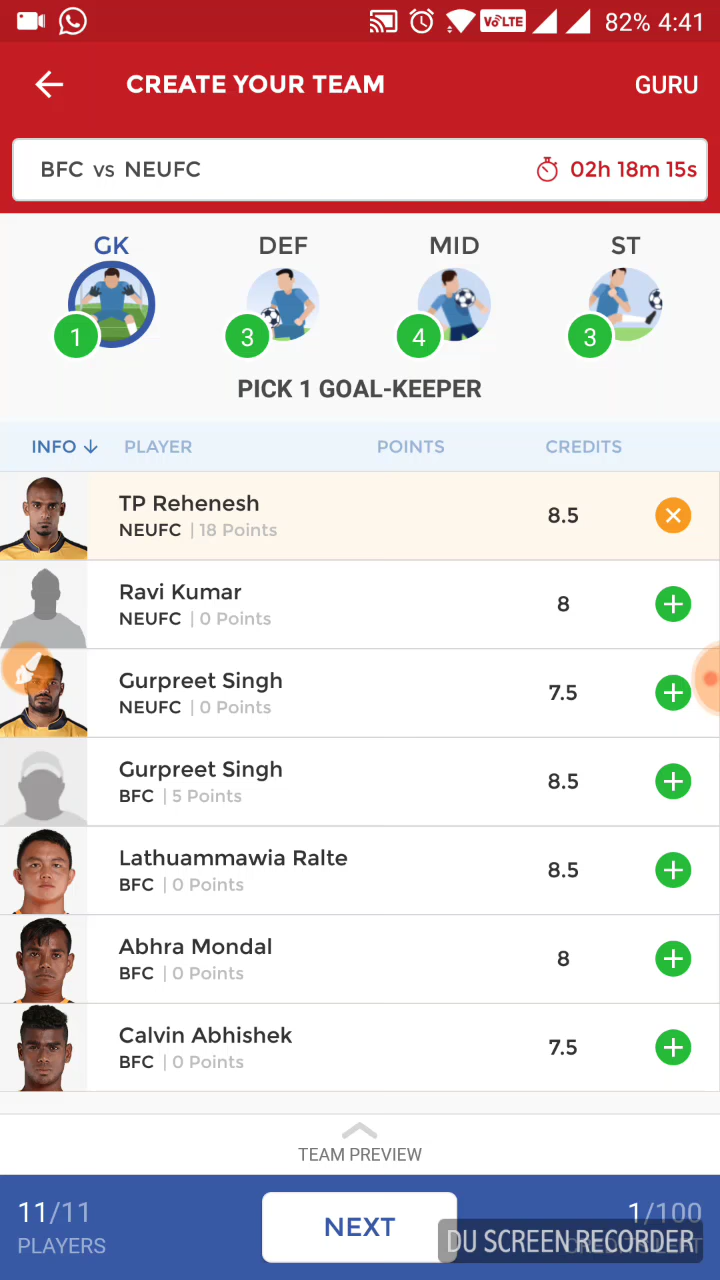 VoLTE 82% 4:41
CREATE YOUR TEAM GURU
BFC vs NEUFC 02h 18m 15s
GK DEF MID ST
1 3 4 3
PICK 1 GOAL-KEEPER
INFO PLAYER POINTS CREDITS
TP Rehenesh
NEUFC | 18 Points
8.5
Ravi Kumar
NEUFC | 0 Points
8
Gurpreet Singh
NEUFC | 0 Points
7.5
Gurpreet Singh
BFC | 5 Points
8.5
Lathuammawia Ralte
BFC | 0 Points
8.5
Abhra Mondal
BFC | 0 Points
8
Calvin Abhishek
BFC | 0 Points
7.5
TEAM PREVIEW
11/11
PLAYERS
NEXT
1/100
CREDITS LEFT
DU SCREEN RECORDER